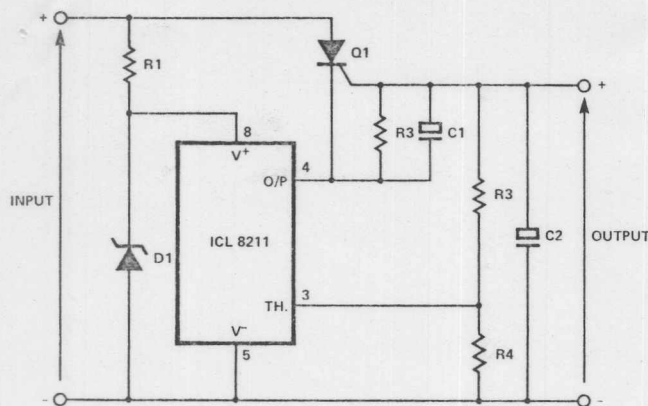 +
R1
Q1
+
8
V+
R3
C1
4
O/P
INPUT
ICL 8211
R3
D1
C2
OUTPUT
TH.
3
V−
5
R4
-
-